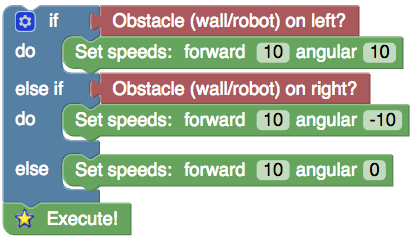 if Obstacle (wall/robot) on left?
do Set speeds: forward 10 angular 10
else if Obstacle (wall/robot) on right?
do Set speeds: forward 10 angular -10
else Set speeds: forward 10 angular 0
Execute!